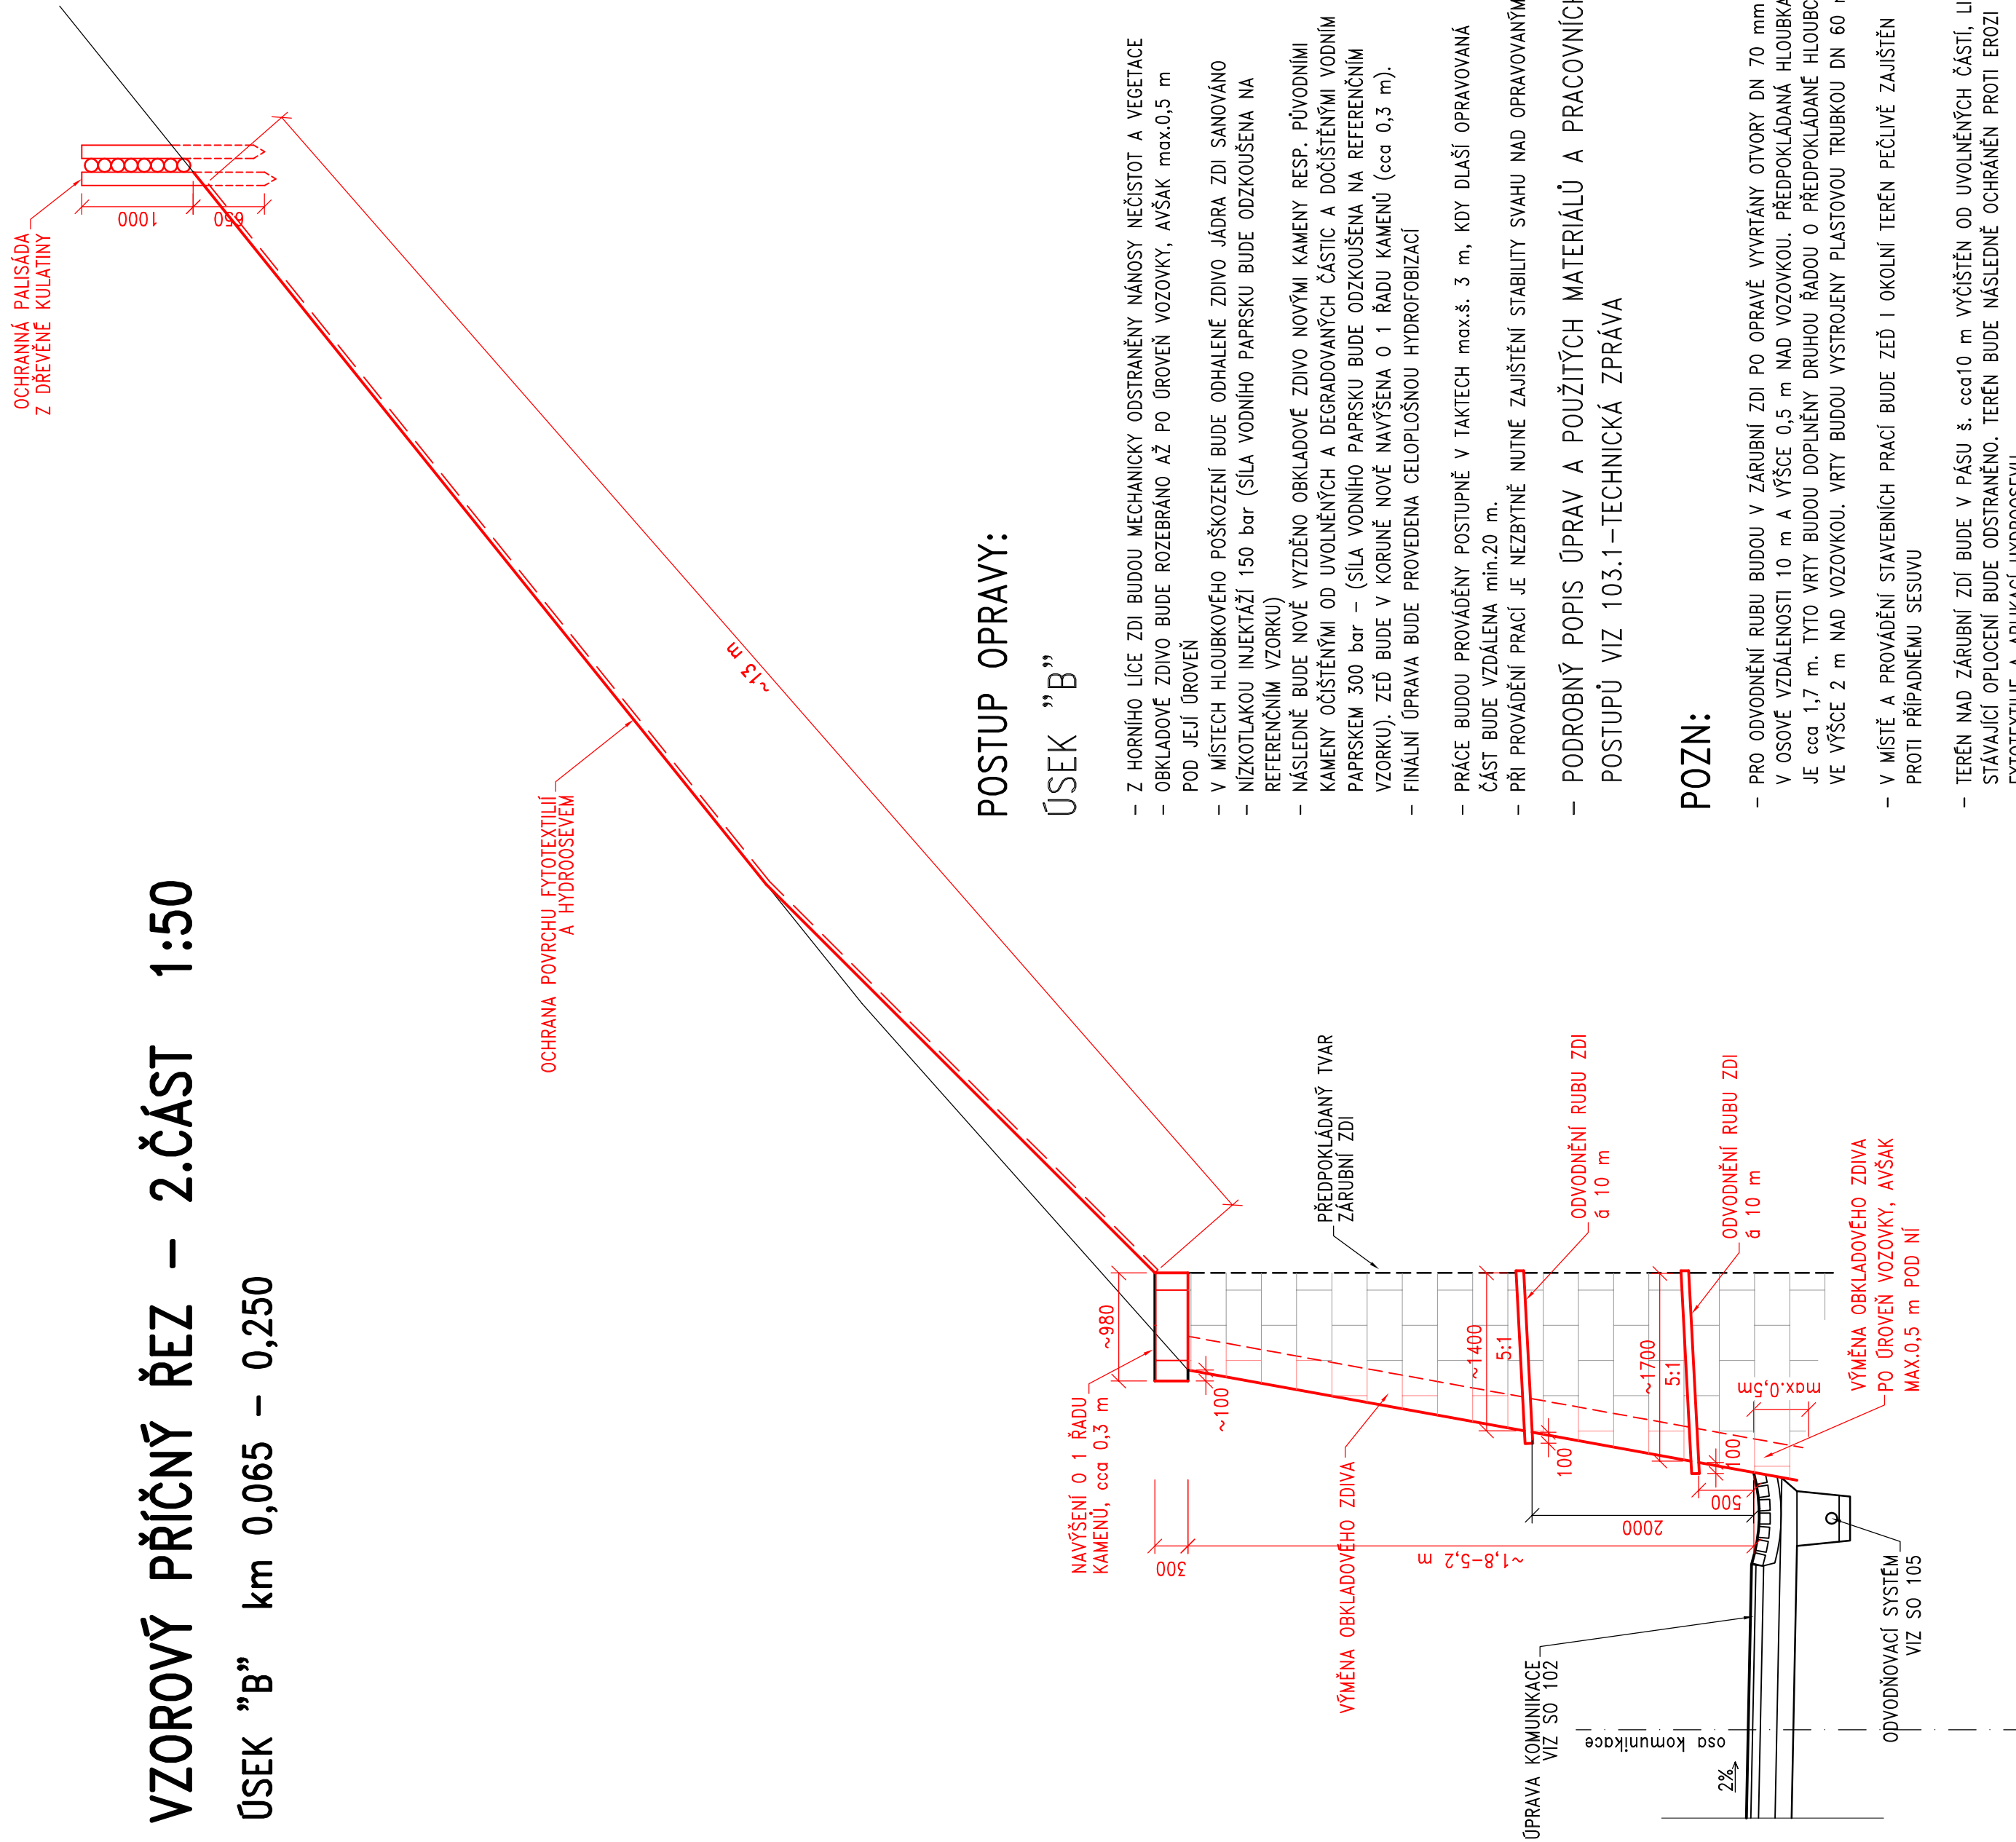 VZOROVÝ PŘÍČNÝ ŘEZ – 2.ČÁST 1:50
ÚSEK "B" km 0,065 – 0,250
OCHRANNÁ PALISÁDA
Z DŘEVĚNÉ KULATINY
1000
650
OCHRANA POVRCHU FYTOTEXTILIÍ
A HYDROOSEVEM
~13 m
NAVÝŠENÍ O 1 ŘADU
KAMENŮ, cca 0,3 m
~980
~100
300
~1,8–5,2 m
VÝMĚNA OBKLADOVÉHO ZDIVA
PŘEDPOKLÁDANÝ TVAR
ZÁRUBNÍ ZDI
~1400
5:1
100
ODVODNĚNÍ RUBU ZDI
á 10 m
~1700
5:1
100
ODVODNĚNÍ RUBU ZDI
á 10 m
2000
500
max.0,5m
VÝMĚNA OBKLADOVÉHO ZDIVA
PO ÚROVEŇ VOZOVKY, AVŠAK
MAX.0,5 m POD NÍ
ÚPRAVA KOMUNIKACE
VIZ SO 102
osa komunikace
2%
ODVODŇOVACÍ SYSTÉM
VIZ SO 105
POSTUP OPRAVY:
ÚSEK "B"
– Z HORNÍHO LÍCE ZDI BUDOU MECHANICKY ODSTRANĚNY NÁNOSY NEČISTOT A VEGETACE
– OBKLADOVÉ ZDIVO BUDE ROZEBRÁNO AŽ PO ÚROVEŇ VOZOVKY, AVŠAK max.0,5 m
POD JEJÍ ÚROVEŇ
– V MÍSTECH HLOUBKOVÉHO POŠKOZENÍ BUDE ODHALENÉ ZDIVO JÁDRA ZDI SANOVÁNO
– NÍZKOTLAKOU INJEKTÁŽÍ 150 bar (SÍLA VODNÍHO PAPRSKU BUDE ODZKOUŠENA NA
REFERENČNÍM VZORKU)
– NÁSLEDNĚ BUDE NOVĚ VYZDĚNO OBKLADOVÉ ZDIVO NOVÝMI KAMENY RESP. PŮVODNÍMI
KAMENY OČIŠTĚNÝMI OD UVOLNĚNÝCH A DEGRADOVANÝCH ČÁSTIC A DOČIŠTĚNÝMI VODNÍM
PAPRSKEM 300 bar – (SÍLA VODNÍHO PAPRSKU BUDE ODZKOUŠENA NA REFERENČNÍM
VZORKU). ZEĎ BUDE V KORUNĚ NOVĚ NAVÝŠENA O 1 ŘADU KAMENŮ (cca 0,3 m).
– FINÁLNÍ ÚPRAVA BUDE PROVEDENA CELOPLOŠNOU HYDROFOBIZACÍ
– PRÁCE BUDOU PROVÁDĚNY POSTUPNĚ V TAKTECH max.š. 3 m, KDY DLAŠÍ OPRAVOVANÁ
ČÁST BUDE VZDÁLENA min.20 m.
– PŘI PROVÁDĚNÍ PRACÍ JE NEZBYTNĚ NUTNÉ ZAJIŠTĚNÍ STABILITY SVAHU NAD OPRAVOVANÝM
– PODROBNÝ POPIS ÚPRAV A POUŽITÝCH MATERIÁLŮ A PRACOVNÍCH
POSTUPŮ VIZ 103.1–TECHNICKÁ ZPRÁVA
POZN:
– PRO ODVODNĚNÍ RUBU BUDOU V ZÁRUBNÍ ZDI PO OPRAVĚ VYVRTÁNY OTVORY DN 70 mm
V OSOVÉ VZDÁLENOSTI 10 m A VÝŠCE 0,5 m NAD VOZOVKOU. PŘEDPOKLÁDANÁ HLOUBKA
JE cca 1,7 m. TYTO VRTY BUDOU DOPLNĚNY DRUHOU ŘADOU O PŘEDPOKLÁDANÉ HLOUBC
VE VÝŠCE 2 m NAD VOZOVKOU. VRTY BUDOU VYSTROJENY PLASTOVOU TRUBKOU DN 60
– V MÍSTĚ A PROVÁDĚNÍ STAVEBNÍCH PRACÍ BUDE ZEĎ I OKOLNÍ TERÉN PEČLIVĚ ZAJIŠTĚN
PROTI PŘÍPADNÉMU SESUVU
– TERÉN NAD ZÁRUBNÍ ZDÍ BUDE V PÁSU š. cca10 m VYČIŠTĚN OD UVOLNĚNÝCH ČÁSTÍ,
STÁVAJÍCÍ OPLOCENÍ BUDE ODSTRANĚNO. TERÉN BUDE NÁSLEDNĚ OCHRÁNĚN PROTI EROZI